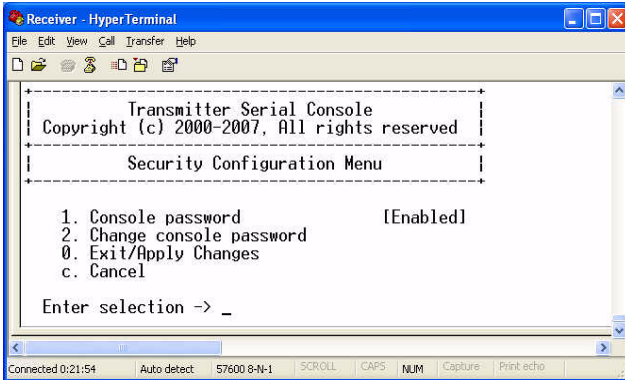 Receiver - HyperTerminal
File Edit View Call Transfer Help
Transmitter Serial Console
Copyright (c) 2000-2007, All rights reserved
Security Configuration Menu
1. Console password [Enabled]
2. Change console password
0. Exit/Apply Changes
c. Cancel
Enter selection -> _
Connected 0:21:54 Auto detect 57600 8-N-1 SCROLL CAPS NUM Capture Print echo